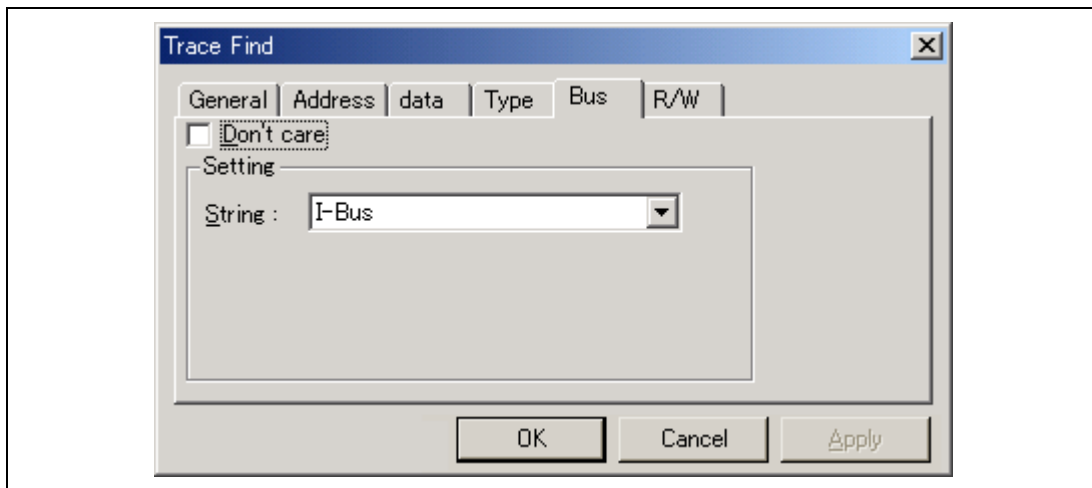 Trace Find
General Address data Type Bus R/W
Don't care
Setting
String : I-Bus
OK Cancel Apply